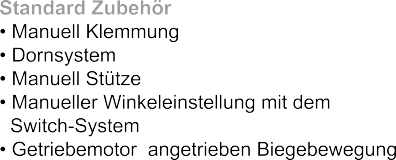 Standard Zubehör
• Manuell Klemmung
• Dornsystem
• Manuell Stütze
• Manueller Winkeleinstellung mit dem
Switch-System
• Getriebemotor angetrieben Biegebewegung